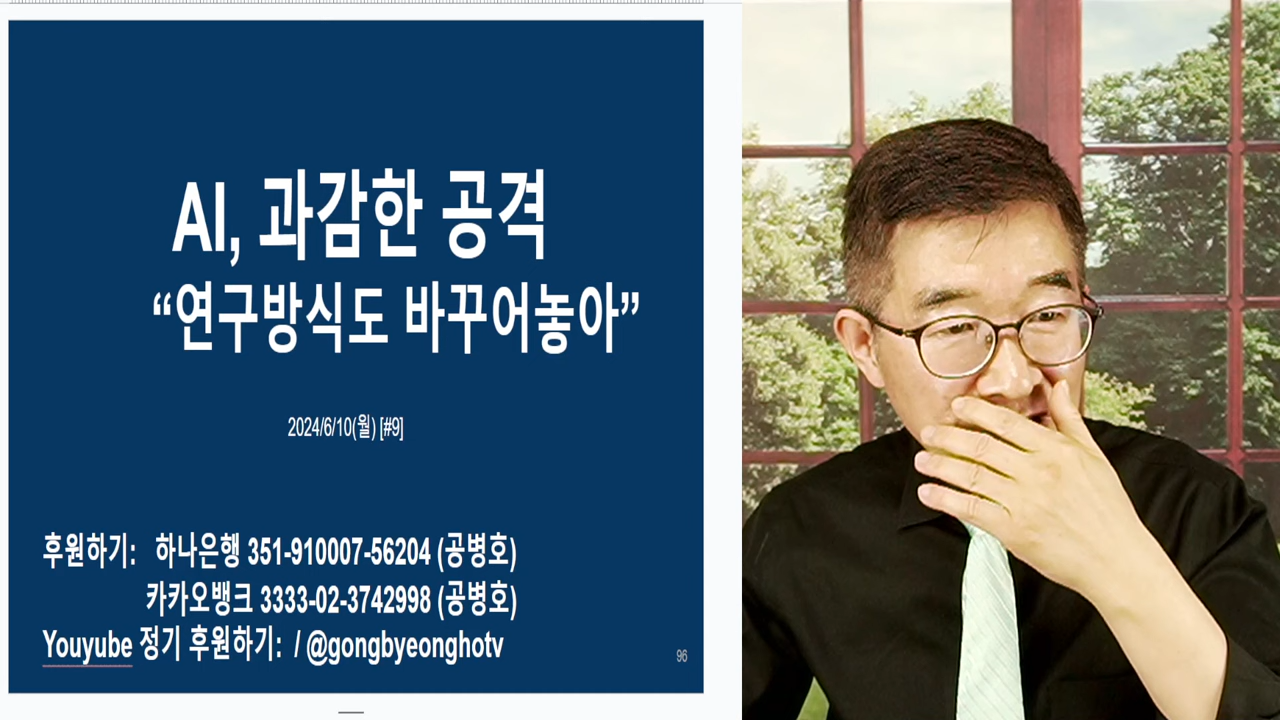 AI, 과감한 공격
“연구방식도 바꾸어놓아”
2024/6/10(월) [#9]
후원하기: 하나은행 351-910007-56204 (공병호)
카카오뱅크 3333-02-3742998 (공병호)
Youyube 정기 후원하기: / @gongbyeonghotv
96